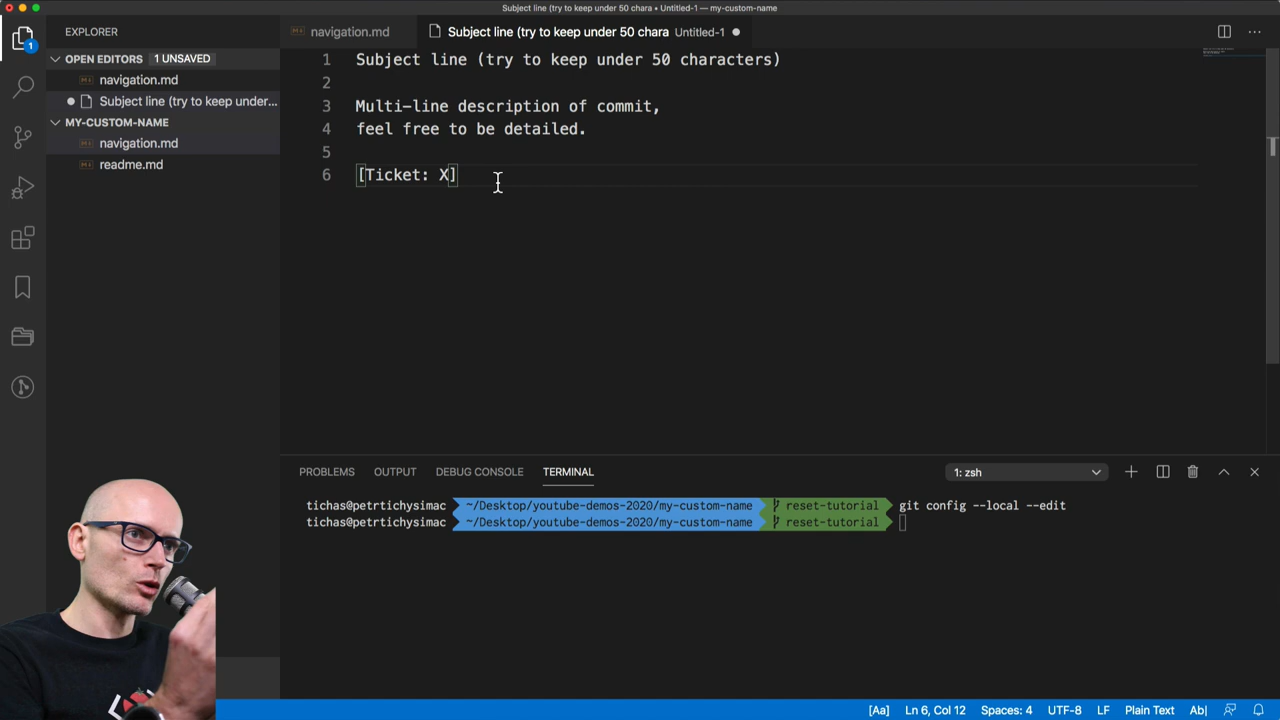 Subject line (try to keep under 50 chara • Untitled-1 — my-custom-name
EXPLORER
navigation.md
Subject line (try to keep under 50 chara Untitled-1
OPEN EDITORS 1 UNSAVED
navigation.md
Subject line (try to keep under...
MY-CUSTOM-NAME
navigation.md
readme.md
1
1 Subject line (try to keep under 50 characters)
2
3 Multi-line description of commit,
4 feel free to be detailed.
5
6 [Ticket: X]
PROBLEMS OUTPUT DEBUG CONSOLE TERMINAL 1: zsh
tichas@petrtichysimac ~/Desktop/youtube-demos-2020/my-custom-name reset-tutorial git config --local --edit
tichas@petrtichysimac ~/Desktop/youtube-demos-2020/my-custom-name reset-tutorial
[Aa] Ln 6, Col 12 Spaces: 4 UTF-8 LF Plain Text Ab|